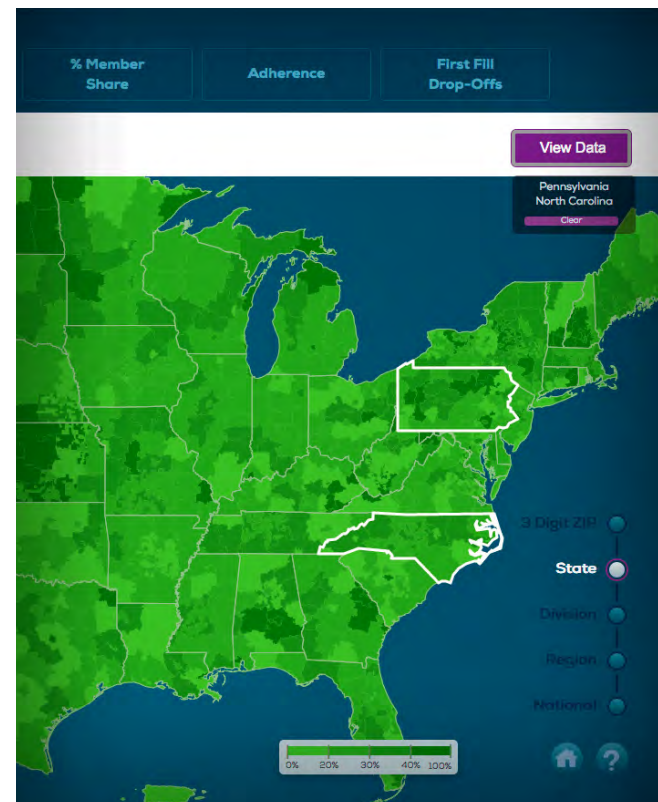 % Member
Share
Adherence
First Fill
Drop-Offs
View Data
Pennsylvania
North Carolina
Clear
3 Digit ZIP
State
Division
Region
National
0% 20% 30% 40% 100%
?